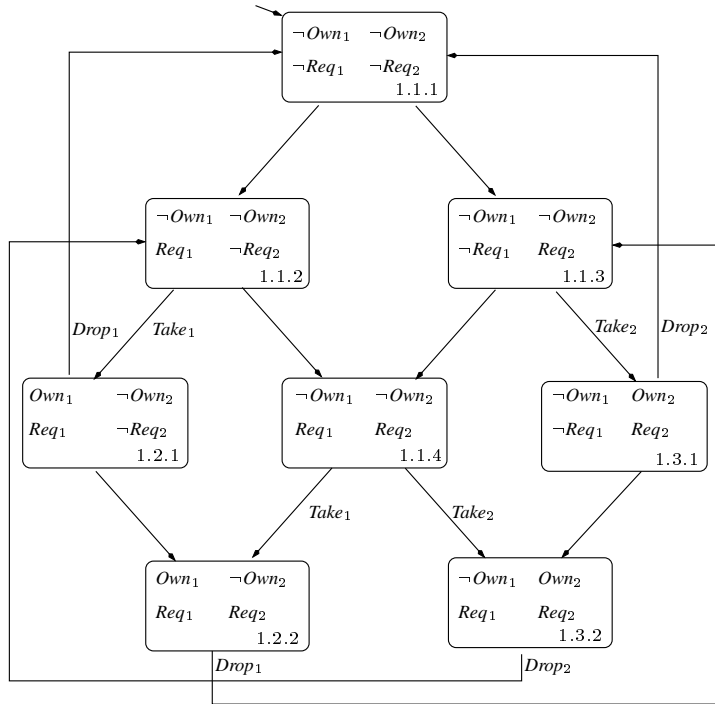 ¬Own₁ ¬Own₂
¬Req₁ ¬Req₂
1.1.1
¬Own₁ ¬Own₂
Req₁ ¬Req₂
1.1.2
¬Own₁ ¬Own₂
¬Req₁ Req₂
1.1.3
Drop₁ Take₁
Take₂ Drop₂
Own₁ ¬Own₂
Req₁ ¬Req₂
1.2.1
¬Own₁ ¬Own₂
Req₁ Req₂
1.1.4
¬Own₁ Own₂
¬Req₁ Req₂
1.3.1
Take₁ Take₂
Own₁ ¬Own₂
Req₁ Req₂
1.2.2
¬Own₁ Own₂
Req₁ Req₂
1.3.2
Drop₁ Drop₂